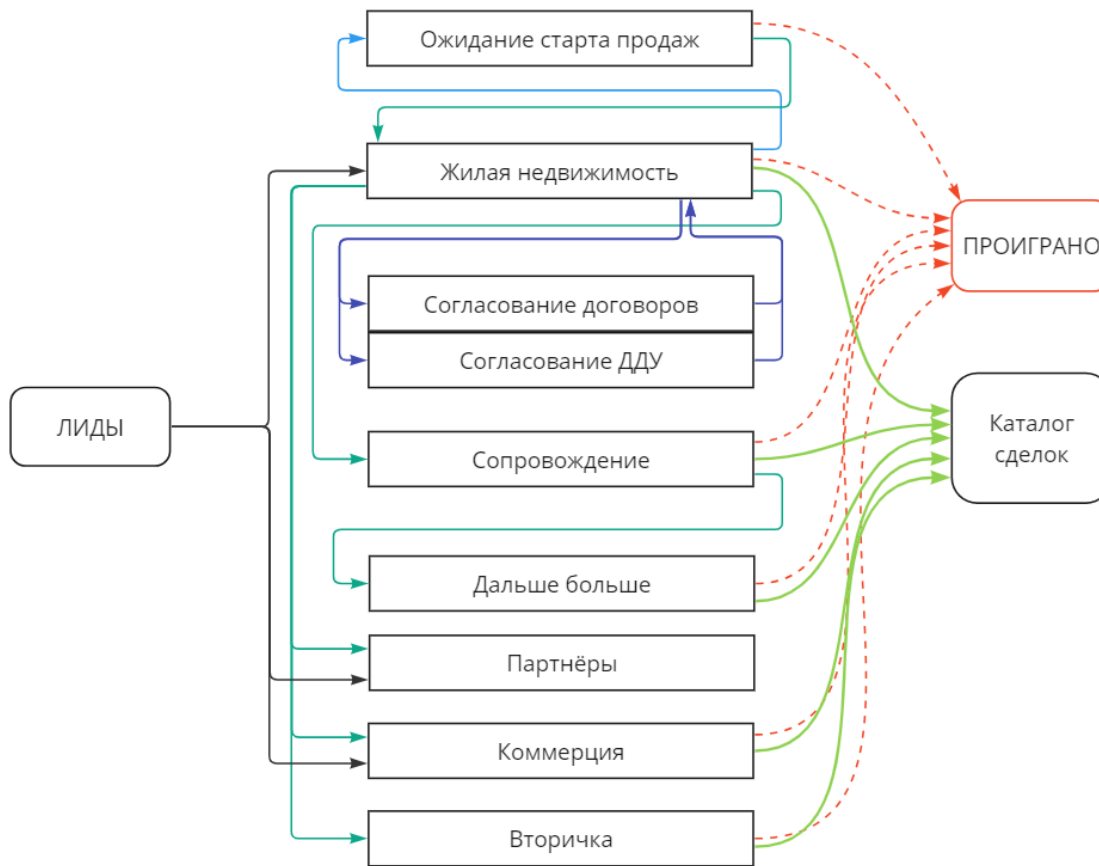 Ожидание старта продаж
Жилая недвижимость
ПРОИГРАНО
Согласование договоров
Согласование ДДУ
ЛИДЫ
Каталог
сделок
Сопровождение
Дальше больше
Партнёры
Коммерция
Вторичка